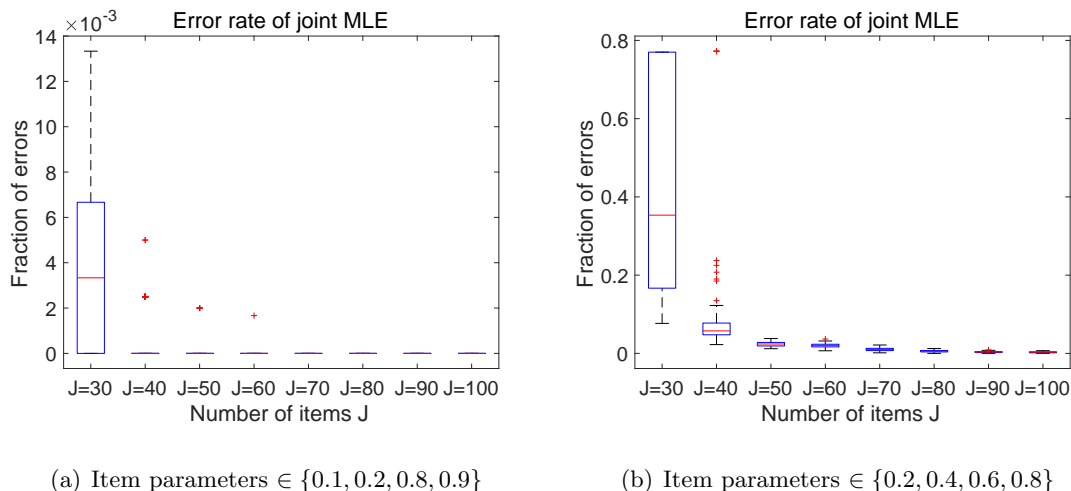 Error rate of joint MLE
×10⁻³
14
12
10
8
6
4
2
0
Fraction of errors
J=30 J=40 J=50 J=60 J=70 J=80 J=90 J=100
Number of items J
(a) Item parameters ∈ {0.1, 0.2, 0.8, 0.9}
Error rate of joint MLE
0.8
0.6
0.4
0.2
0
Fraction of errors
J=30 J=40 J=50 J=60 J=70 J=80 J=90 J=100
Number of items J
(b) Item parameters ∈ {0.2, 0.4, 0.6, 0.8}